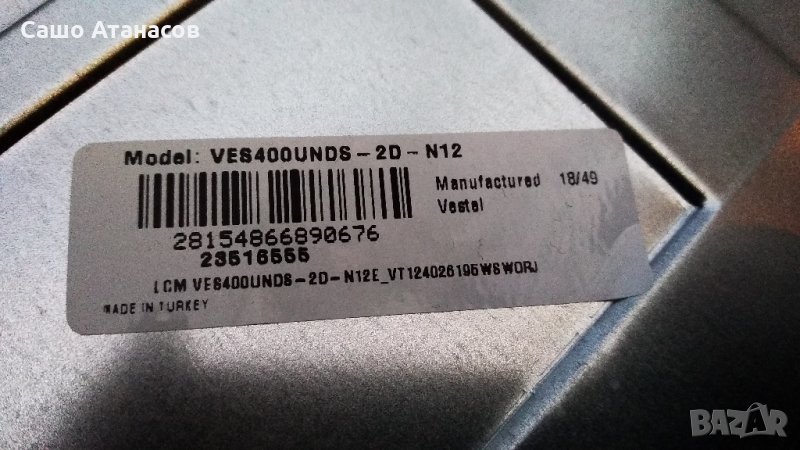 Сашо Атанасов
Model: VES400UNDS-2D-N12
Manufactured 18/49
Vestel
28154866890676
23516555
LCM VES400UNDS-2D-N12E_VT124026195WSWORJ
MADE IN TURKEY
BAZAR